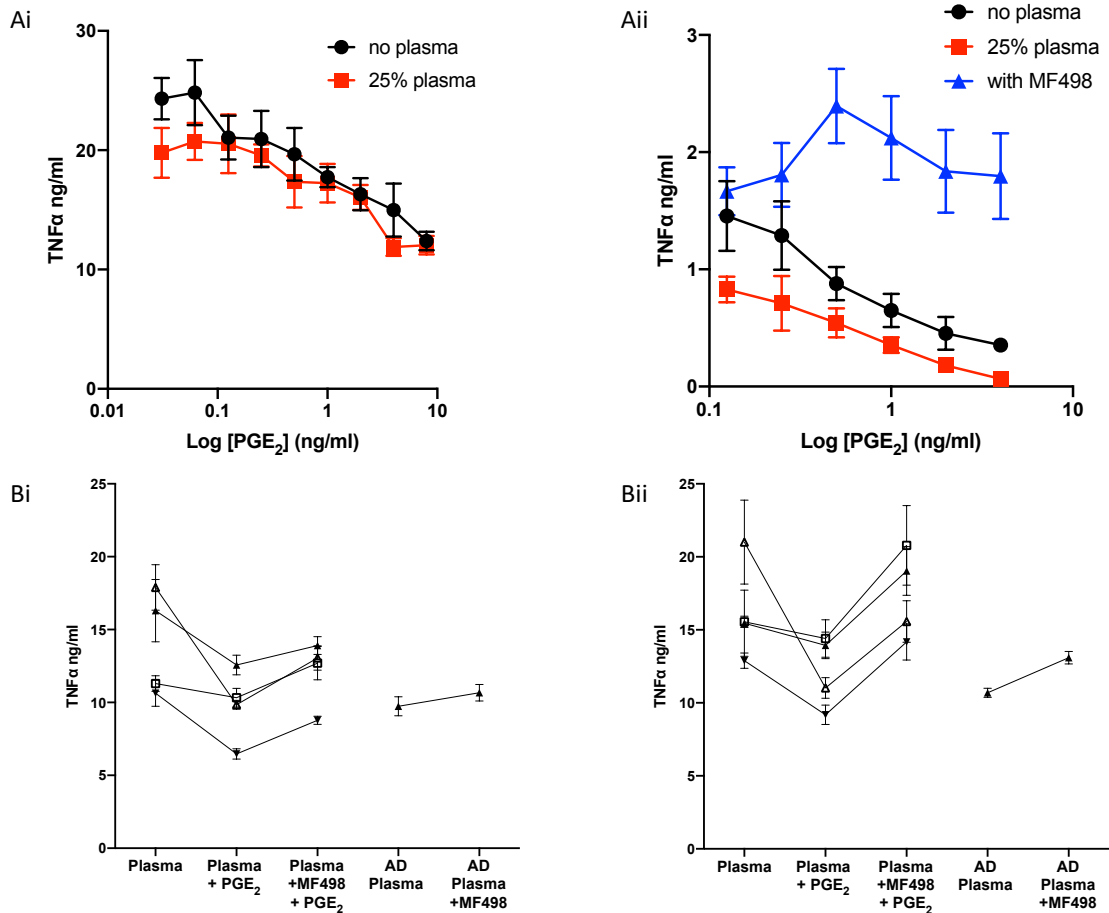 Ai
30
20
10
0
TNFα ng/ml
0.01
0.1
1
10
Log [PGE₂] (ng/ml)
no plasma
25% plasma
Aii
3
2
1
0
TNFα ng/ml
0.1
1
10
Log [PGE₂] (ng/ml)
no plasma
25% plasma
with MF498
Bi
25
20
15
10
5
0
TNFα ng/ml
Plasma
Plasma
+ PGE₂
Plasma
+MF498
+ PGE₂
AD
Plasma
AD
Plasma
+MF498
Bii
25
20
15
10
5
0
TNFα ng/ml
Plasma
Plasma
+ PGE₂
Plasma
+MF498
+ PGE₂
AD
Plasma
AD
Plasma
+MF498